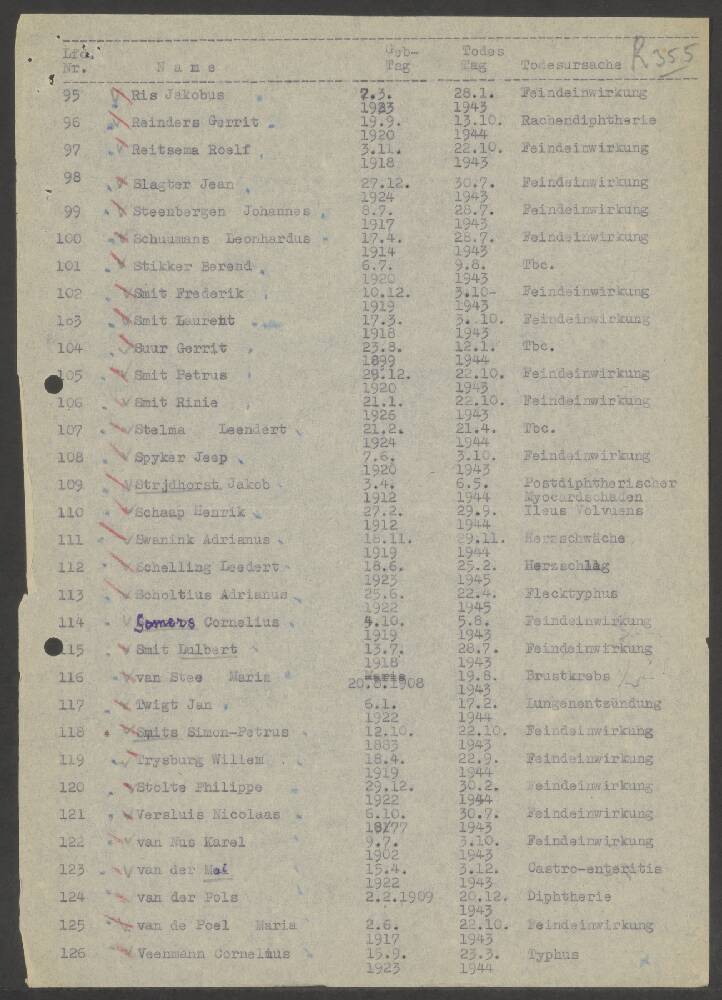 R 355
Lfd. Nr. Name Geb- Tag Todes Tag Todesursache
95 Ris Jakobus 7.3. 1923 28.1. 1943 Feindeinwirkung
96 Reinders Gerrit 19.9. 1920 13.10. 1944 Rachendiphtherie
97 Reitsema Roelf 3.11. 1918 22.10. 1943 Feindeinwirkung
98 Slagter Jean 27.12. 1924 30.7. 1943 Feindeinwirkung
99 Steenbergen Johannes 8.7. 1917 28.7. 1943 Feindeinwirkung
100 Schuumans Leonhardus 17.4. 1914 28.7. 1943 Feindeinwirkung
101 Stikker Berend 6.7. 1920 9.8. 1943 Tbc.
102 Smit Frederik 10.12. 1919 3.10- 1943 Feindeinwirkung
103 Smit Laurent 17.3. 1918 3.10. 1943 Feindeinwirkung
104 Suur Gerrit 23.8. 1899 12.1. 1944 Tbc.
105 Smit Petrus 29.12. 1920 22.10. 1943 Feindeinwirkung
106 Smit Rinie 21.1. 1926 22.10. 1943 Feindeinwirkung
107 Stelma Leendert 21.2. 1924 21.4. 1944 Tbc.
108 Spyker Jeep 7.6. 1920 3.10. 1943 Feindeinwirkung
109 Strjdhorst Jakob 3.4. 1912 6.5. 1944 Postdiphtherischer Myocardschaden
110 Schaap Henrik 27.2. 1912 29.9. 1944 Ileus Volvulens
111 Swanink Adrianus 18.11. 1919 29.11. 1944 Herzschwäche
112 Schelling Leedert 18.6. 1923 25.2. 1945 Herzschlag
113 Scholtius Adrianus 25.6. 1922 22.4. 1945 Flecktyphus
114 Somers Cornelius 4.10. 1919 5.8. 1943 Feindeinwirkung
115 Smit Lulbert 13.7. 1918 28.7. 1943 Feindeinwirkung
116 van Stee Maria 20.8.1908 19.8. 1943 Brustkrebs
117 Twigt Jan 6.1. 1922 17.2. 1944 Lungenentzündung
118 Smits Simon-Petrus 12.10. 1883 22.10. 1943 Feindeinwirkung
119 Trysburg Willem 18.4. 1919 22.9. 1944 Feindeinwirkung
120 Stolte Philippe 29.12. 1922 30.2. 1944 Feindeinwirkung
121 Versluis Nicolaas 6.10. 1877 30.7. 1943 Feindeinwirkung
122 van Nus Karel 9.7. 1902 3.10. 1943 Feindeinwirkung
123 van der 15.4. 1922 3.12. 1943 Castro-enteritis
124 van der Pols 2.2.1909 20.12. 1943 Diphtherie
125 van de Poel Maria 2.6. 1917 22.10. 1943 Feindeinwirkung
126 Veenmann Cornelius 15.9. 1923 23.3. 1944 Typhus